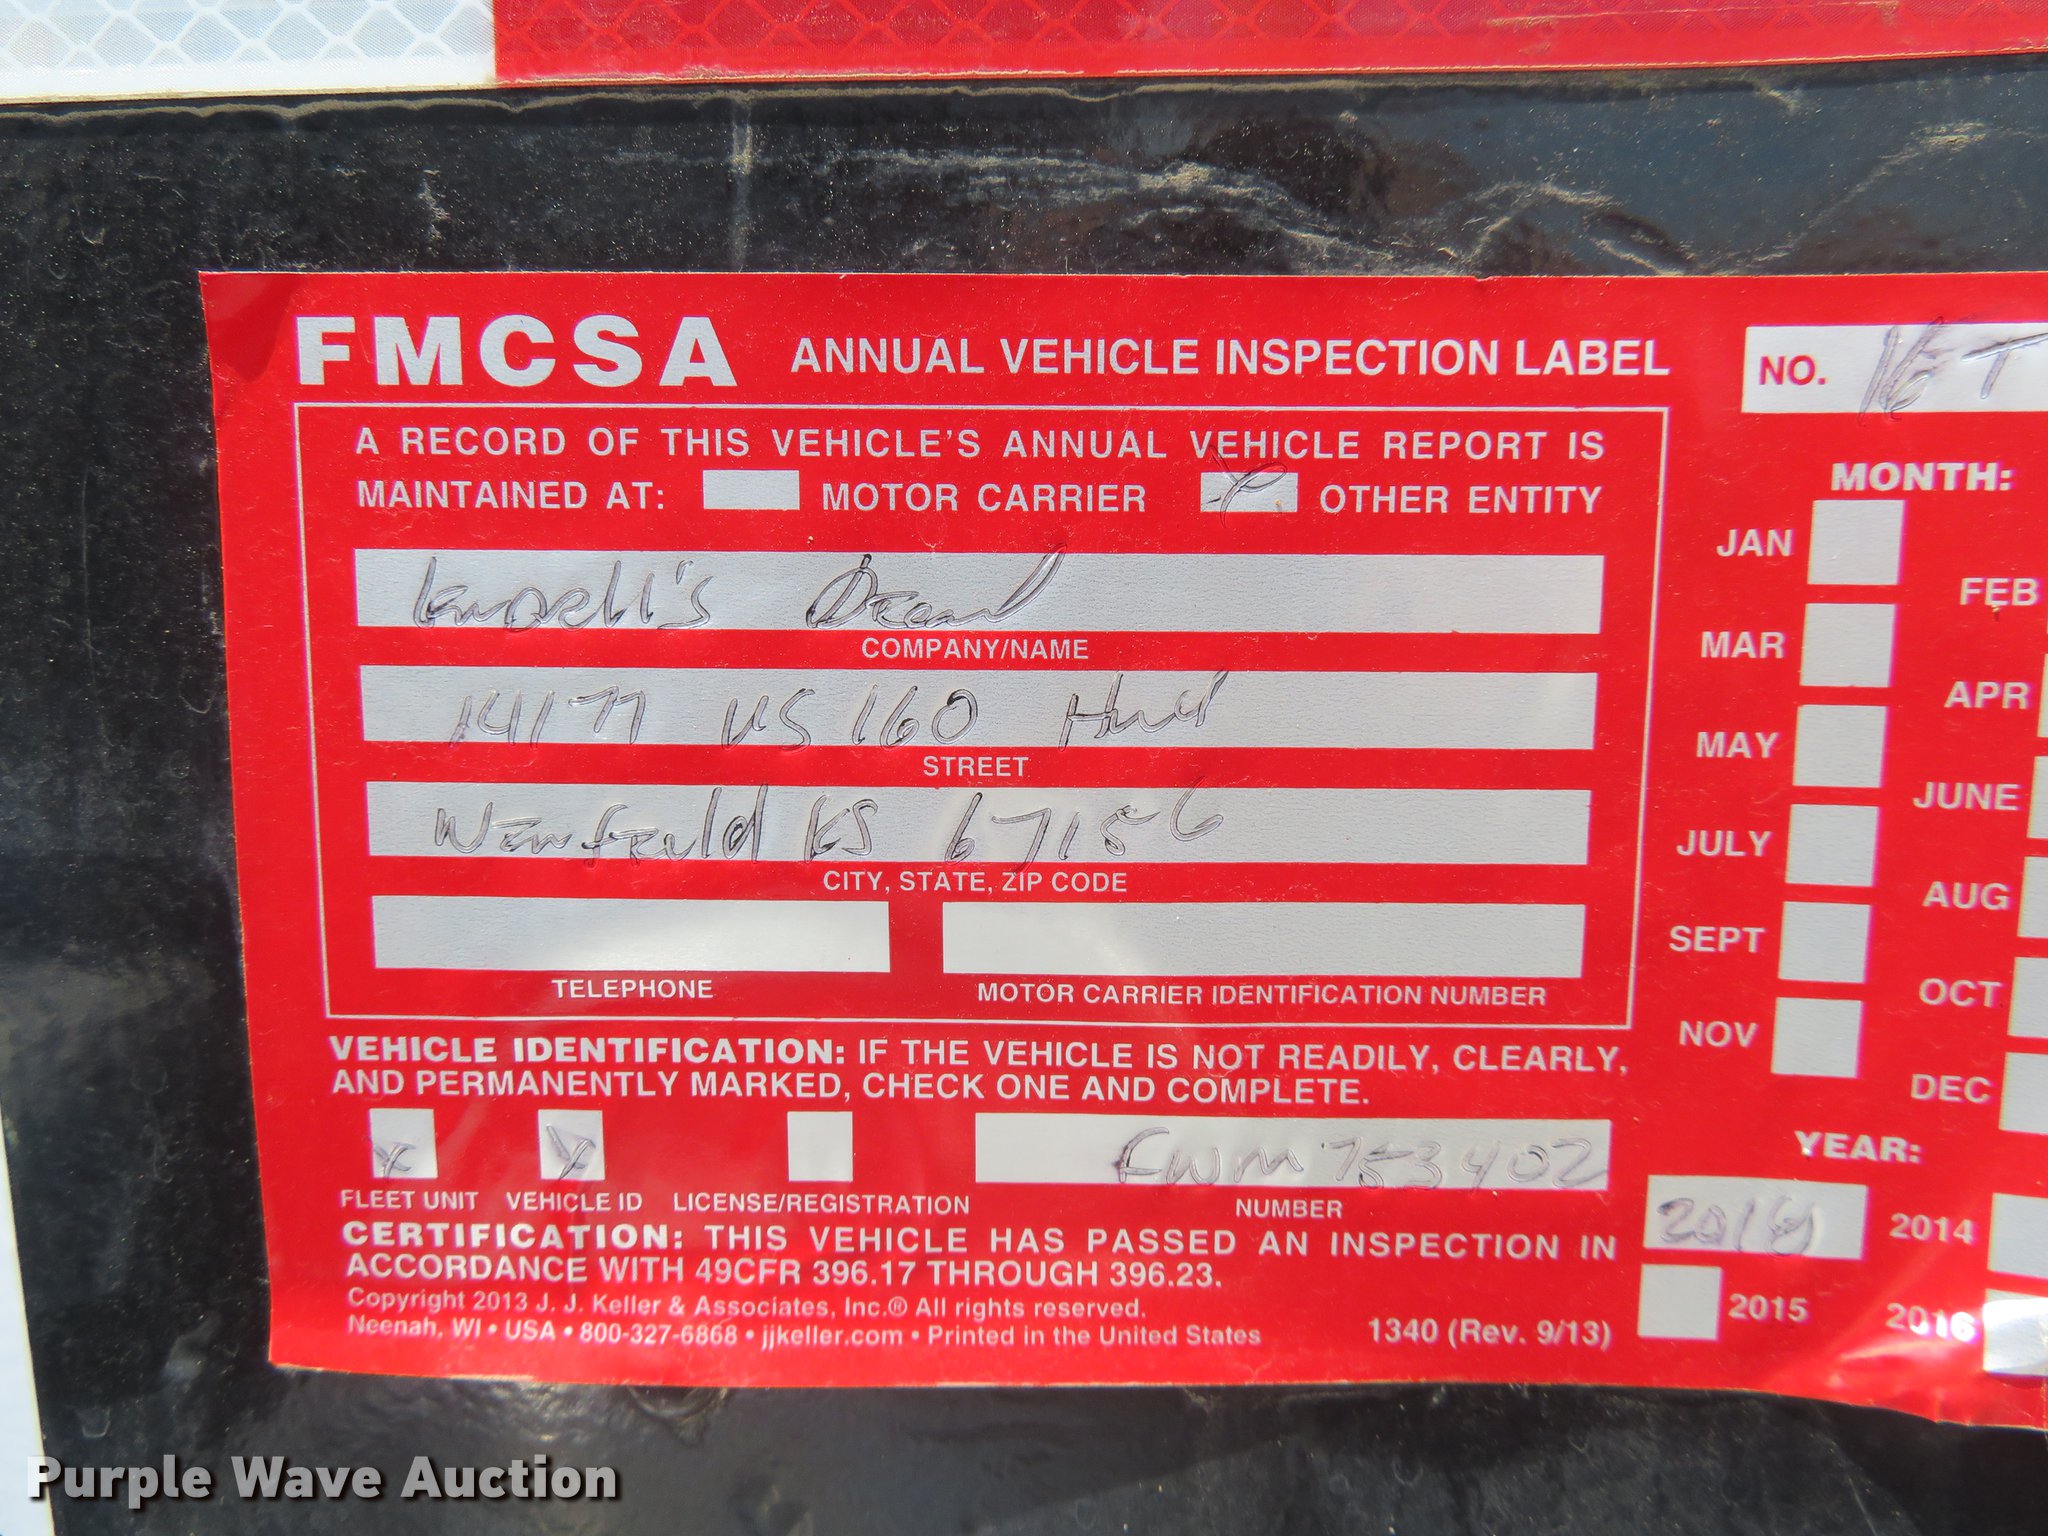 FMCSA ANNUAL VEHICLE INSPECTION LABEL
NO.
A RECORD OF THIS VEHICLE'S ANNUAL VEHICLE REPORT IS
MAINTAINED AT: MOTOR CARRIER X OTHER ENTITY
COMPANY/NAME
14177 US 160 Hwy
STREET
Winfield KS 67156
CITY, STATE, ZIP CODE
TELEPHONE
MOTOR CARRIER IDENTIFICATION NUMBER
VEHICLE IDENTIFICATION: IF THE VEHICLE IS NOT READILY, CLEARLY,
AND PERMANENTLY MARKED, CHECK ONE AND COMPLETE.
X X
FWM753402
FLEET UNIT VEHICLE ID LICENSE/REGISTRATION NUMBER
CERTIFICATION: THIS VEHICLE HAS PASSED AN INSPECTION IN
ACCORDANCE WITH 49CFR 396.17 THROUGH 396.23.
Copyright 2013 J. J. Keller & Associates, Inc.® All rights reserved.
Neenah, WI • USA • 800-327-6868 • jjkeller.com • Printed in the United States
1340 (Rev. 9/13)
MONTH:
JAN
FEB
MAR
APR
MAY
JUNE
JULY
AUG
SEPT
OCT
NOV
DEC
YEAR:
2014
2015
2016
Purple Wave Auction